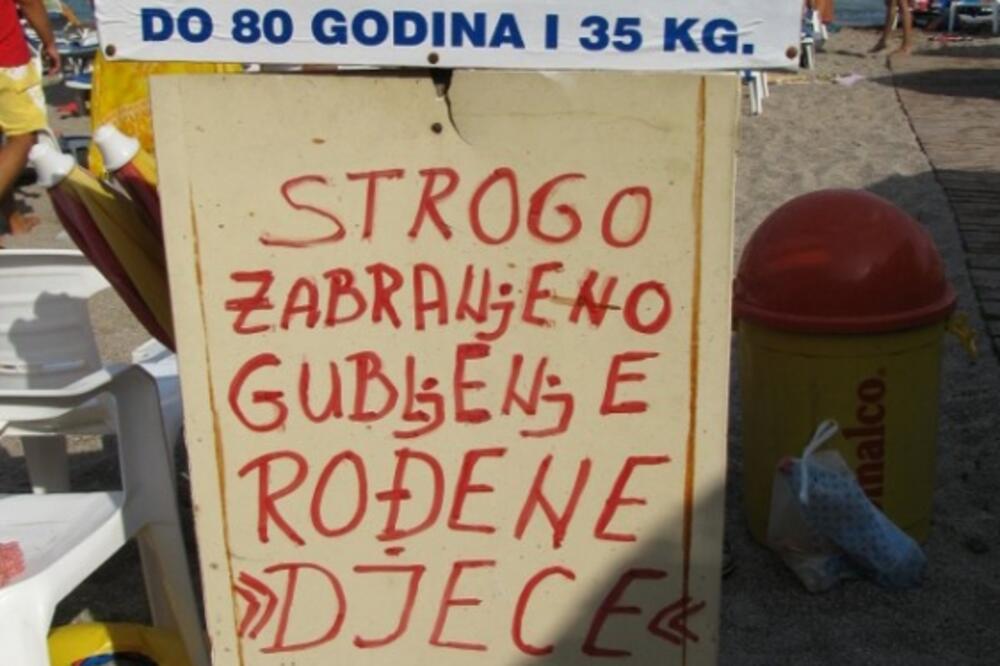 DO 80 GODINA I 35 KG.
STROGO
ZABRANjENO
GUBLjENjE
ROĐENE
»DJECE«